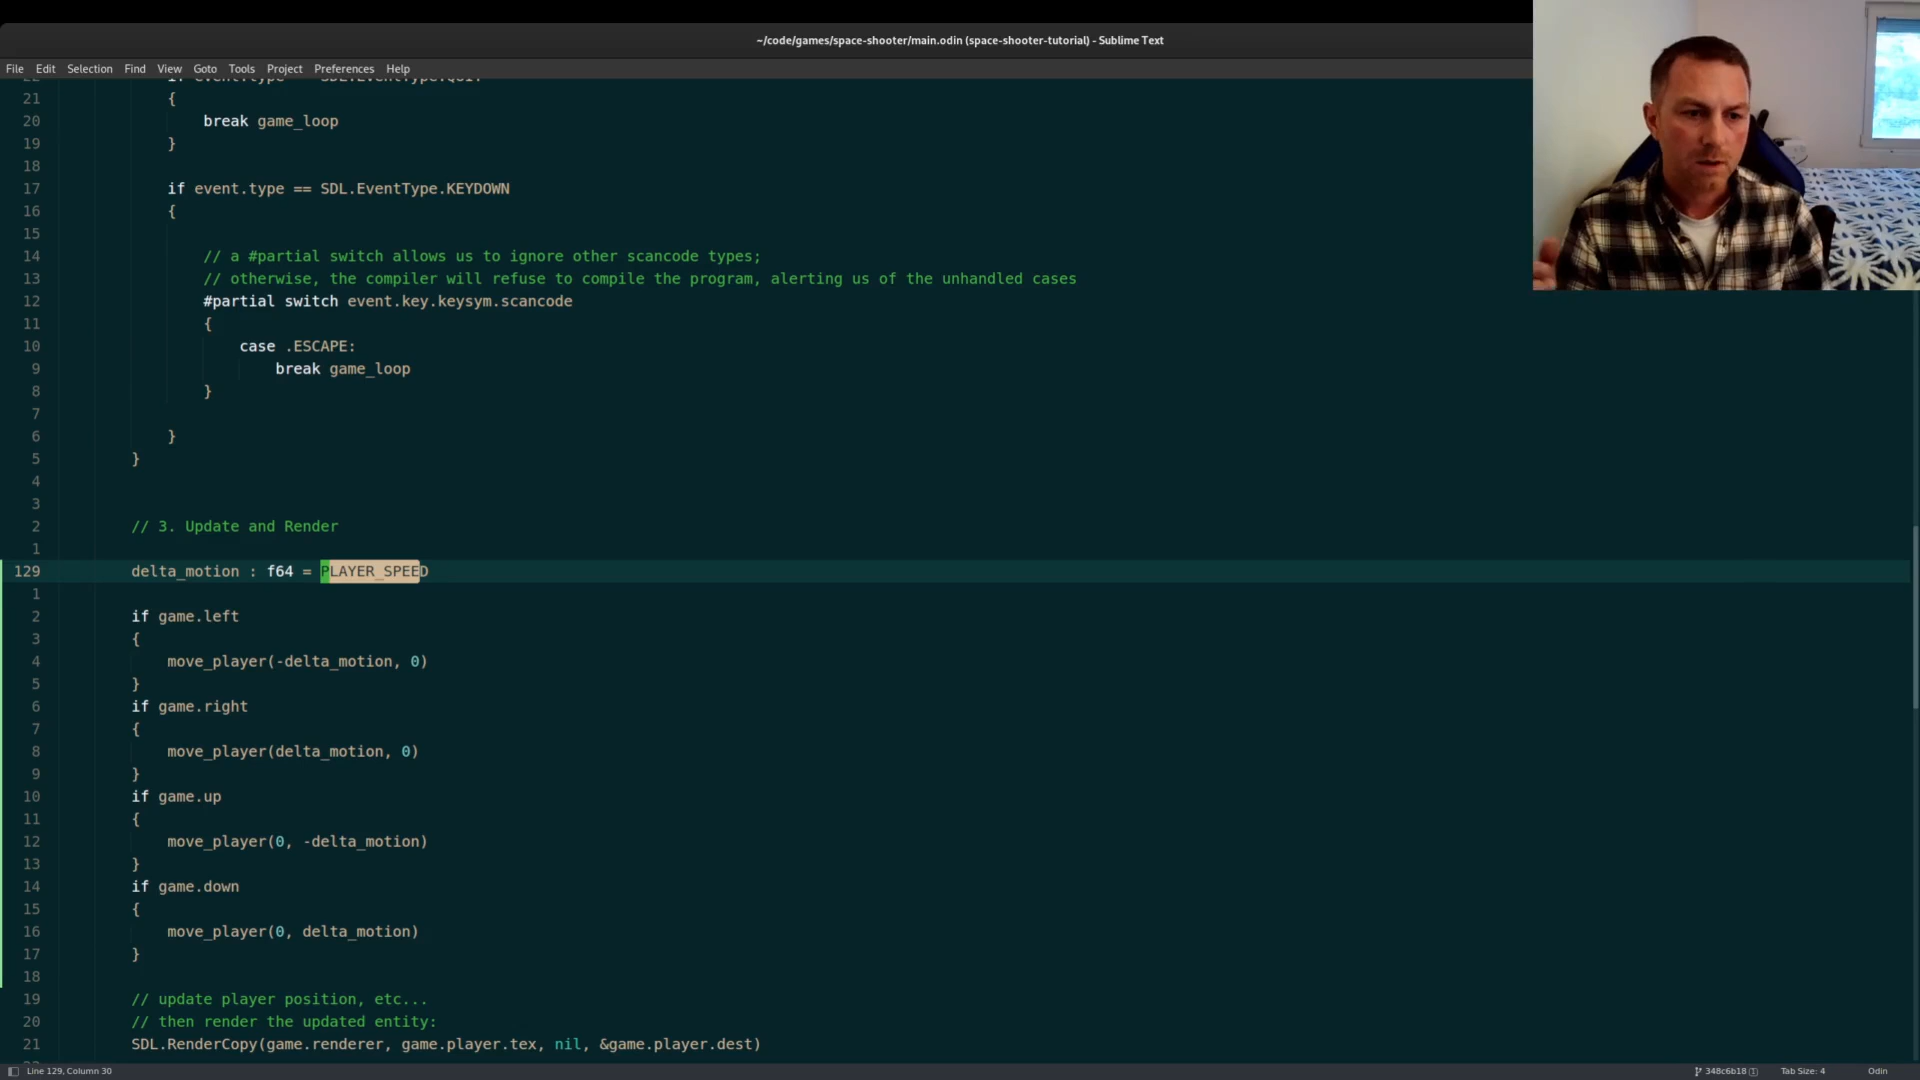 ~/code/games/space-shooter/main.odin (space-shooter-tutorial) - Sublime Text
File Edit Selection Find View Goto Tools Project Preferences Help
21 {
20 break game_loop
19 }
18
17 if event.type == SDL.EventType.KEYDOWN
16 {
15
14 // a #partial switch allows us to ignore other scancode types;
13 // otherwise, the compiler will refuse to compile the program, alerting us of the unhandled cases
12 #partial switch event.key.keysym.scancode
11 {
10 case .ESCAPE:
9 break game_loop
8 }
7
6 }
5 }
4
3
2 // 3. Update and Render
1
129 delta_motion : f64 = PLAYER_SPEED
1
2 if game.left
3 {
4 move_player(-delta_motion, 0)
5 }
6 if game.right
7 {
8 move_player(delta_motion, 0)
9 }
10 if game.up
11 {
12 move_player(0, -delta_motion)
13 }
14 if game.down
15 {
16 move_player(0, delta_motion)
17 }
18
19 // update player position, etc...
20 // then render the updated entity:
21 SDL.RenderCopy(game.renderer, game.player.tex, nil, &game.player.dest)
Line 129, Column 30 348c6b18 1 Tab Size: 4 Odin